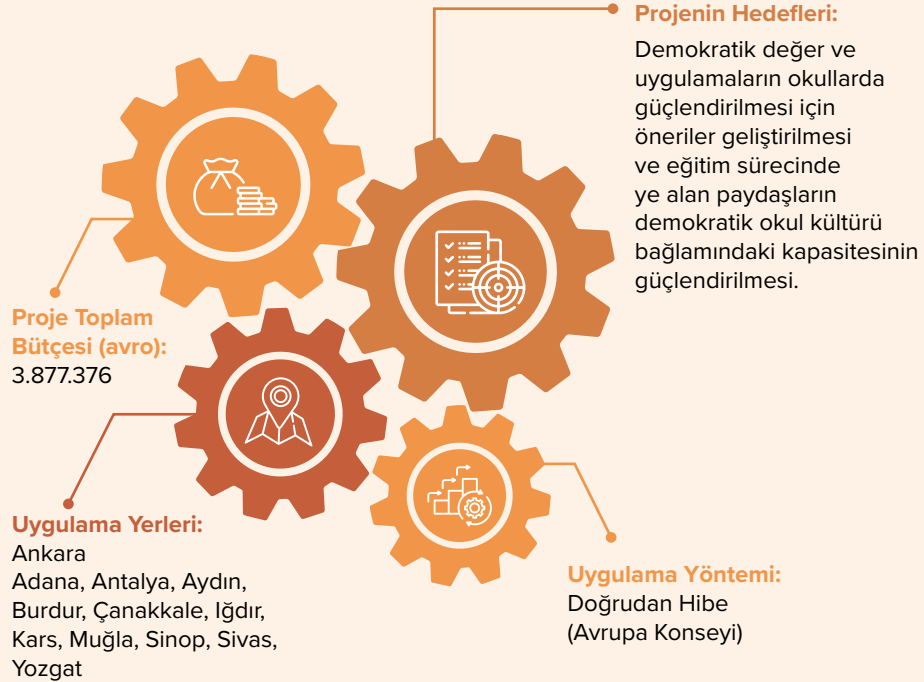 Projenin Hedefleri:
Demokratik değer ve
uygulamaların okullarda
güçlendirilmesi için
öneriler geliştirilmesi
ve eğitim sürecinde
ye alan paydaşların
demokratik okul kültürü
bağlamındaki kapasitesinin
güçlendirilmesi.
Proje Toplam
Bütçesi (avro):
3.877.376
Uygulama Yerleri:
Ankara
Adana, Antalya, Aydın,
Burdur, Çanakkale, Iğdır,
Kars, Muğla, Sinop, Sivas,
Yozgat
Uygulama Yöntemi:
Doğrudan Hibe
(Avrupa Konseyi)